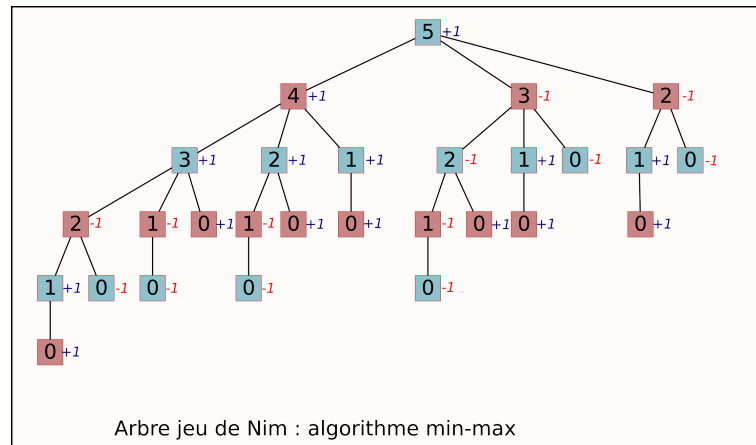 5 +1
4 +1 3 -1 2 -1
3 +1 2 +1 1 +1 2 -1 1 +1 0 -1 1 +1 0 -1
2 -1 1 -1 0 +1 1 -1 0 +1 0 +1 1 -1 0 +1 0 +1 0 +1
1 +1 0 -1 0 -1 0 -1 0 -1
0 +1
Arbre jeu de Nim : algorithme min-max